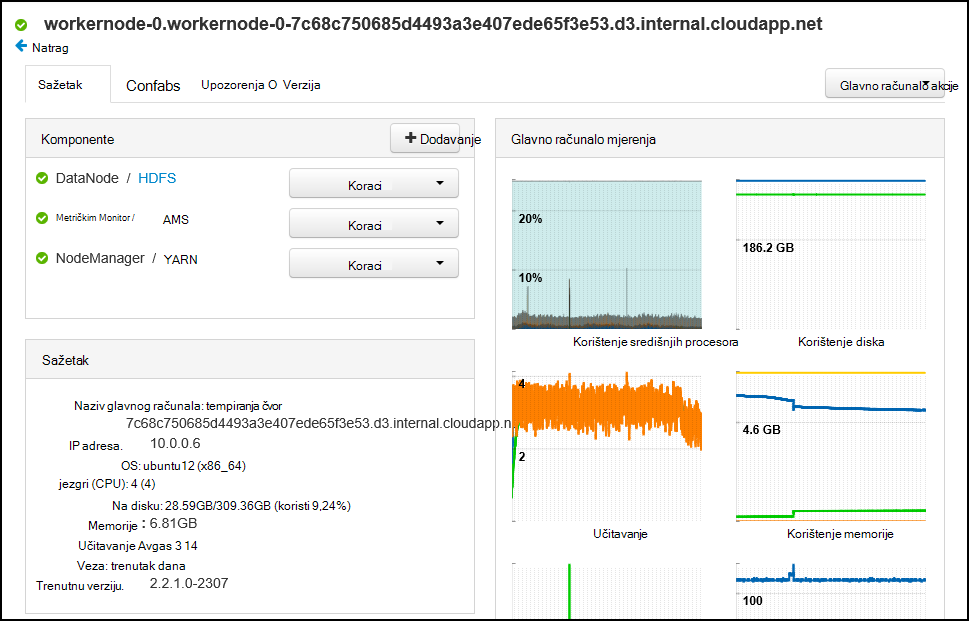 workernode-0.workernode-0-7c68c750685d4493a3e407ede65f3e53.d3.internal.cloudapp.net
Natrag
Sažetak Confabs Upozorenja O Verzija Glavno računalo akcije
Komponente Dodavanje
DataNode / HDFS Koraci
Metričkim Monitor / AMS Koraci
NodeManager / YARN Koraci
Sažetak
Naziv glavnog računala: tempiranja čvor
7c68c750685d4493a3e407ede65f3e53.d3.internal.cloudapp.n
IP adresa. 10.0.0.6
OS: ubuntu12 (x86_64)
jezgri (CPU): 4 (4)
Na disku: 28.59GB/309.36GB (koristi 9,24%)
Memorije : 6.81GB
Učitavanje Avgas 3 14
Veza: trenutak dana
Trenutnu verziju. 2.2.1.0-2307
Glavno računalo mjerenja
20%
10%
Korištenje središnjih procesora
186.2 GB
Korištenje diska
4
2
Učitavanje
4.6 GB
Korištenje memorije
100